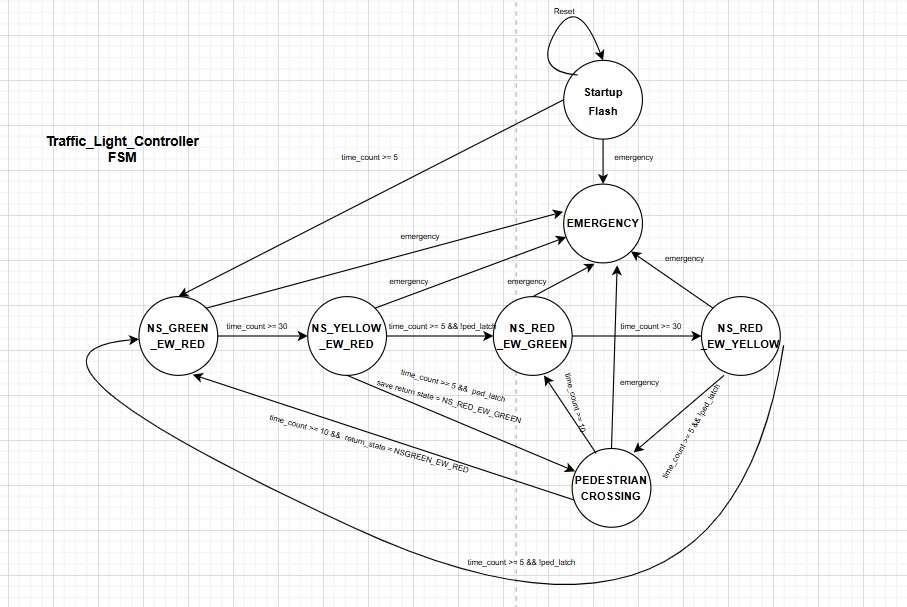 Reset
Startup
Flash
Traffic_Light_Controller
FSM
time_count >= 5
emergency
EMERGENCY
emergency
emergency
emergency
emergency
NS_GREEN
_EW_RED
time_count >= 30
NS_YELLOW
_EW_RED
time_count >= 5 && !ped_latch
NS_RED
_EW_GREEN
time_count >= 30
NS_RED
_EW_YELLOW
time_count >= 5 && ped_latch
save return state = NS_RED_EW_GREEN
time_count >= 10
emergency
time_count >= 5 && !ped_latch
time_count >= 10 && return_state = NSGREEN_EW_RED
PEDESTRIAN
CROSSING
time_count >= 5 && !ped_latch